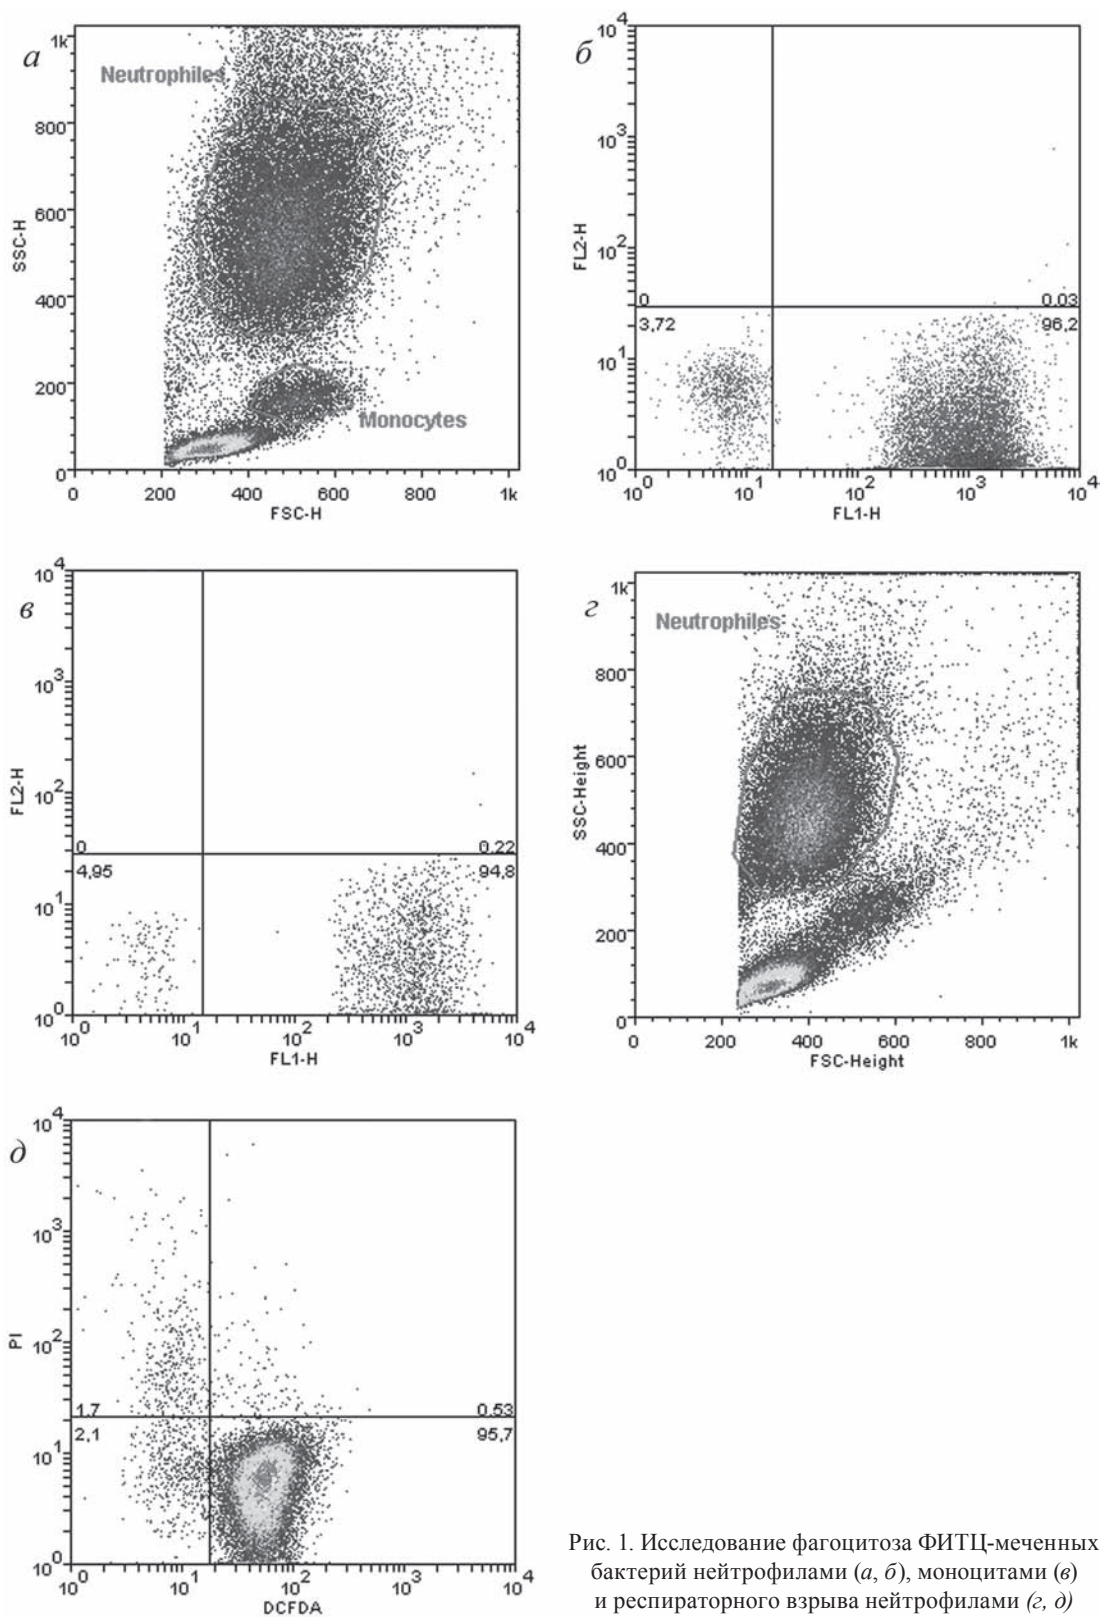 а
Neutrophiles
Monocytes
1k
800
600
400
200
0
SSC-H
0 200 400 600 800 1k
FSC-H
б
10^4
10^3
10^2
10^1
10^0
FL2-H
0 0.03
3,72 96,2
10^0 10^1 10^2 10^3 10^4
FL1-H
в
10^4
10^3
10^2
10^1
10^0
FL2-H
0 0.22
4,95 94,8
10^0 10^1 10^2 10^3 10^4
FL1-H
г
Neutrophiles
1k
800
600
400
200
0
SSC-Height
0 200 400 600 800 1k
FSC-Height
д
10^4
10^3
10^2
10^1
10^0
PI
1.7 0.53
2,1 95,7
10^0 10^1 10^2 10^3 10^4
DCFDA
Рис. 1. Исследование фагоцитоза ФИТЦ-меченных
бактерий нейтрофилами (а, б), моноцитами (в)
и респираторного взрыва нейтрофилами (г, д)